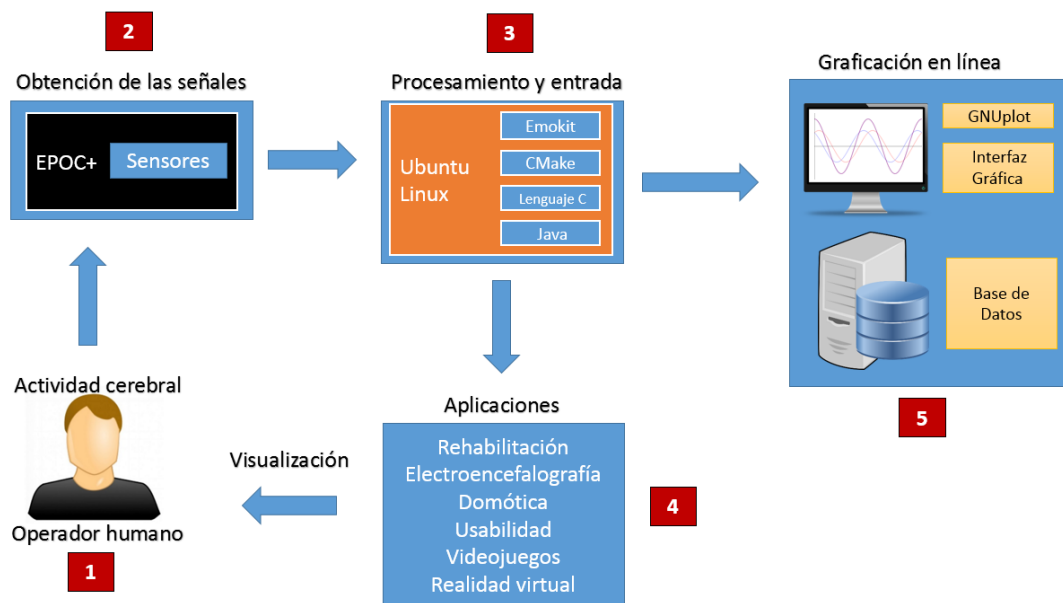 2
Obtención de las señales
EPOC+
Sensores
3
Procesamiento y entrada
Ubuntu
Linux
Emokit
CMake
Lenguaje C
Java
Graficación en línea
GNUplot
Interfaz
Gráfica
Base de
Datos
5
Actividad cerebral
Operador humano
1
Visualización
Aplicaciones
Rehabilitación
Electroencefalografía
Domótica
Usabilidad
Videojuegos
Realidad virtual
4